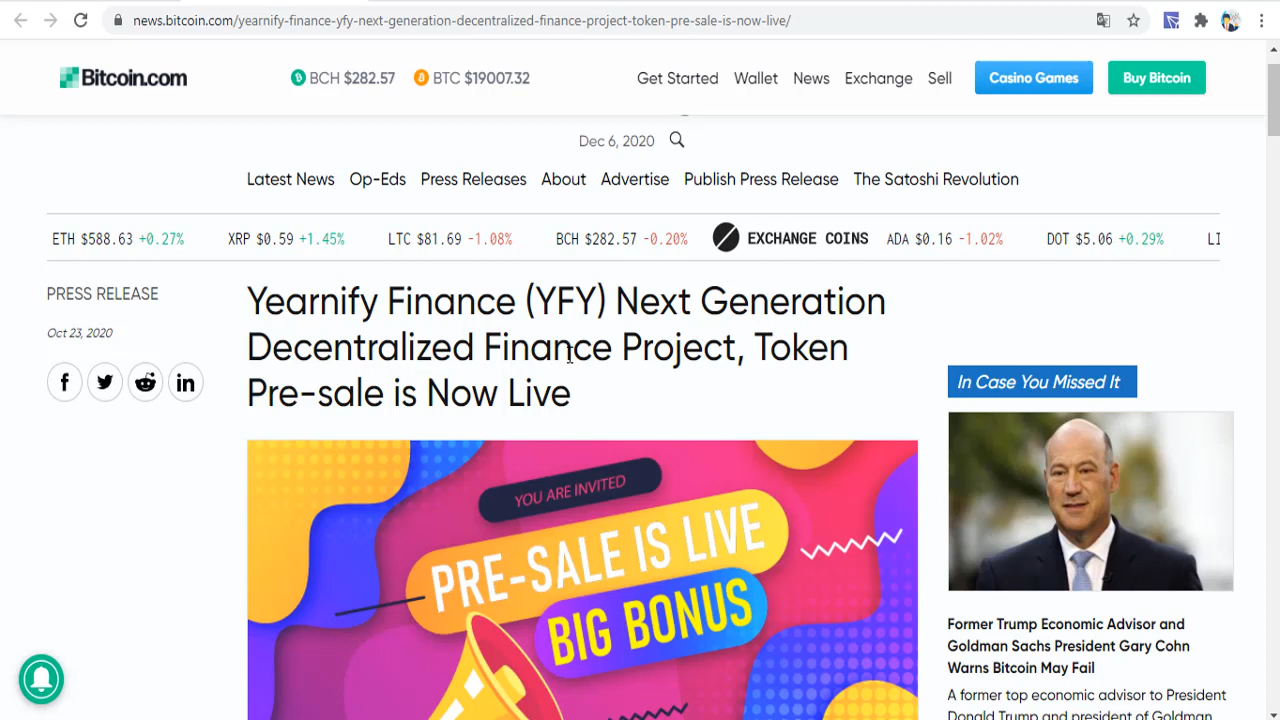 news.bitcoin.com/yearnify-finance-yfy-next-generation-decentralized-finance-project-token-pre-sale-is-now-live/
Bitcoin.com
BCH $282.57 BTC $19007.32
Get Started Wallet News Exchange Sell Casino Games Buy Bitcoin
Dec 6, 2020
Latest News Op-Eds Press Releases About Advertise Publish Press Release The Satoshi Revolution
ETH $588.63 +0.27% XRP $0.59 +1.45% LTC $81.69 -1.08% BCH $282.57 -0.20% EXCHANGE COINS ADA $0.16 -1.02% DOT $5.06 +0.29% LI
PRESS RELEASE
Oct 23, 2020
Yearnify Finance (YFY) Next Generation
Decentralized Finance Project, Token
Pre-sale is Now Live
YOU ARE INVITED
PRE-SALE IS LIVE
BIG BONUS
In Case You Missed It
Former Trump Economic Advisor and
Goldman Sachs President Gary Cohn
Warns Bitcoin May Fail
A former top economic advisor to President
Donald Trump and president of Goldman